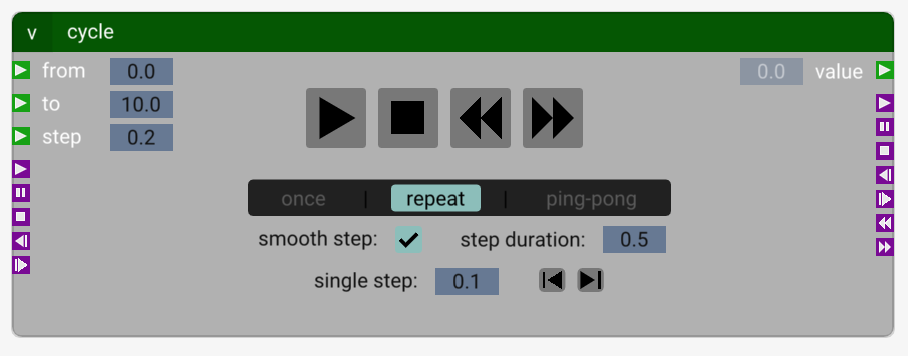 v cycle
from 0.0
0.0 value
to 10.0
step 0.2
once | repeat | ping-pong
smooth step: step duration: 0.5
single step: 0.1